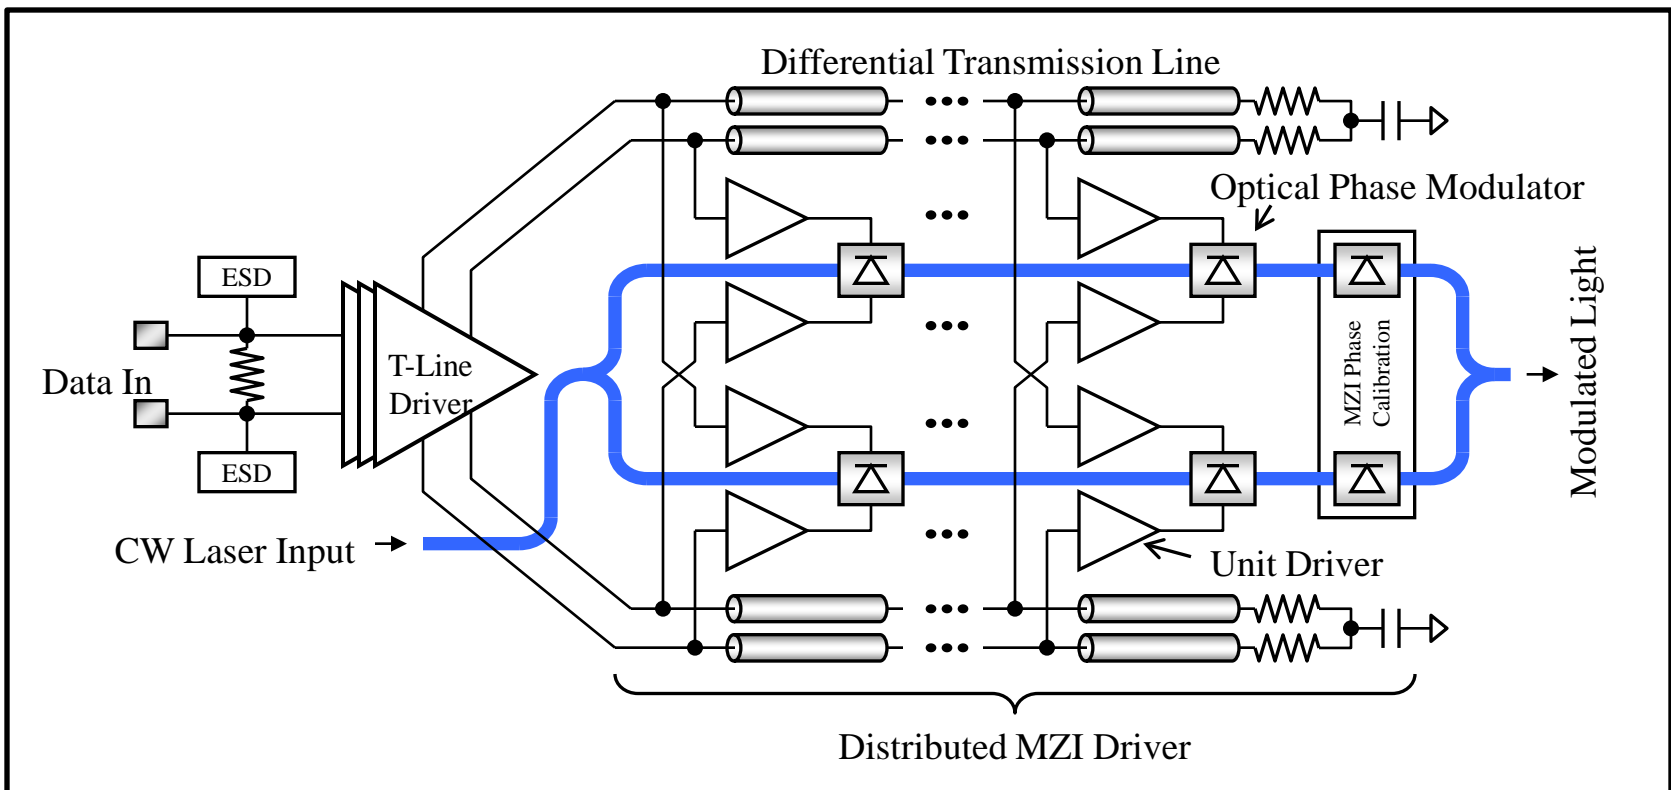 Differential Transmission Line
Optical Phase Modulator
ESD
T-Line
Driver
Data In
ESD
MZI Phase
Calibration
Modulated Light
CW Laser Input
Unit Driver
Distributed MZI Driver